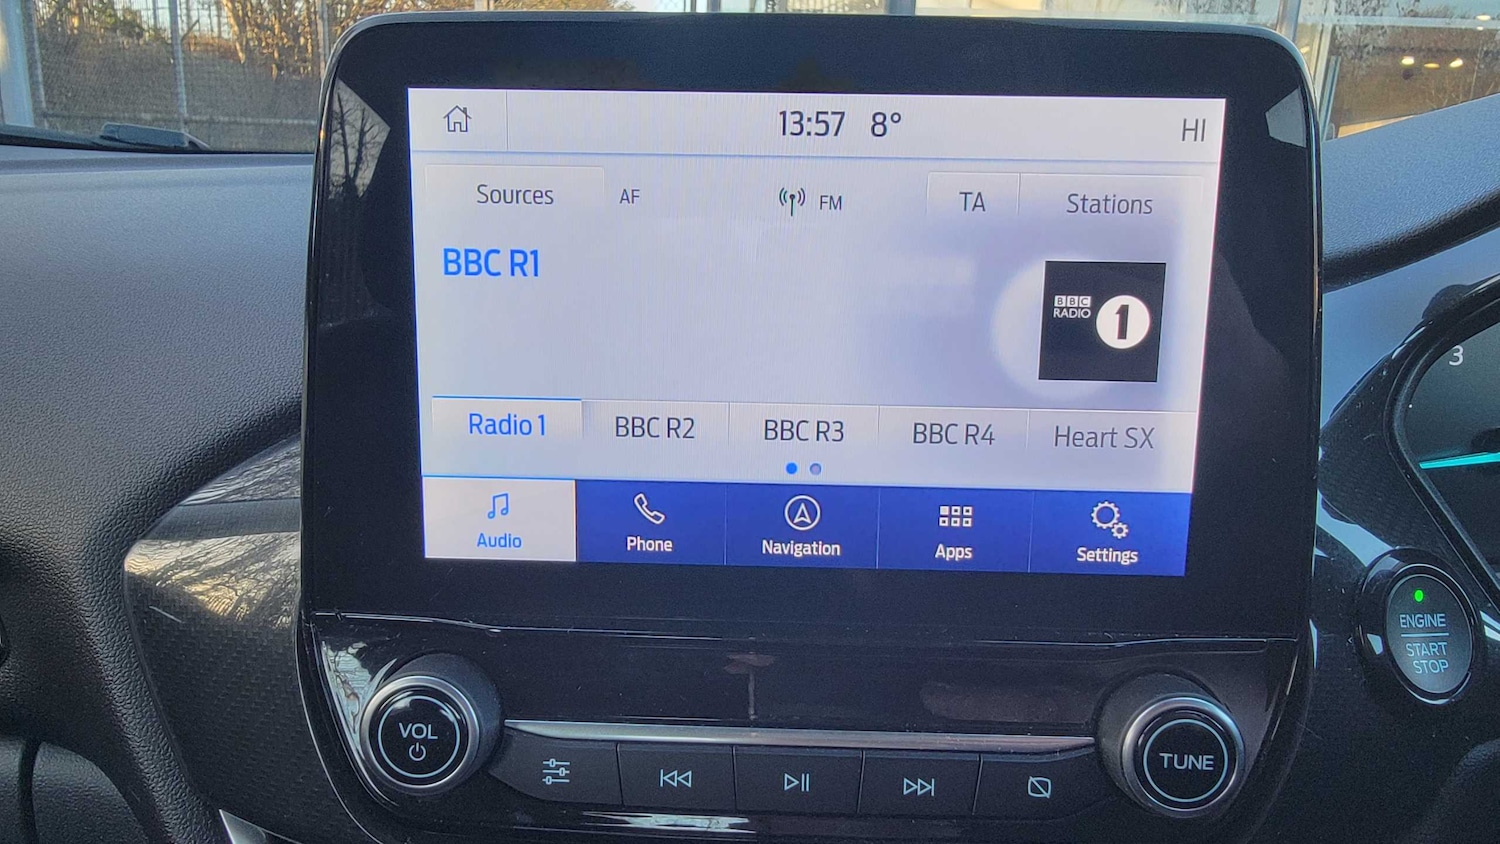 13:57 8° HI
Sources AF FM TA Stations
BBC R1
BBC
RADIO 1
Radio 1 BBC R2 BBC R3 BBC R4 Heart SX
Audio Phone Navigation Apps Settings
3
ENGINE
START
STOP
VOL
TUNE